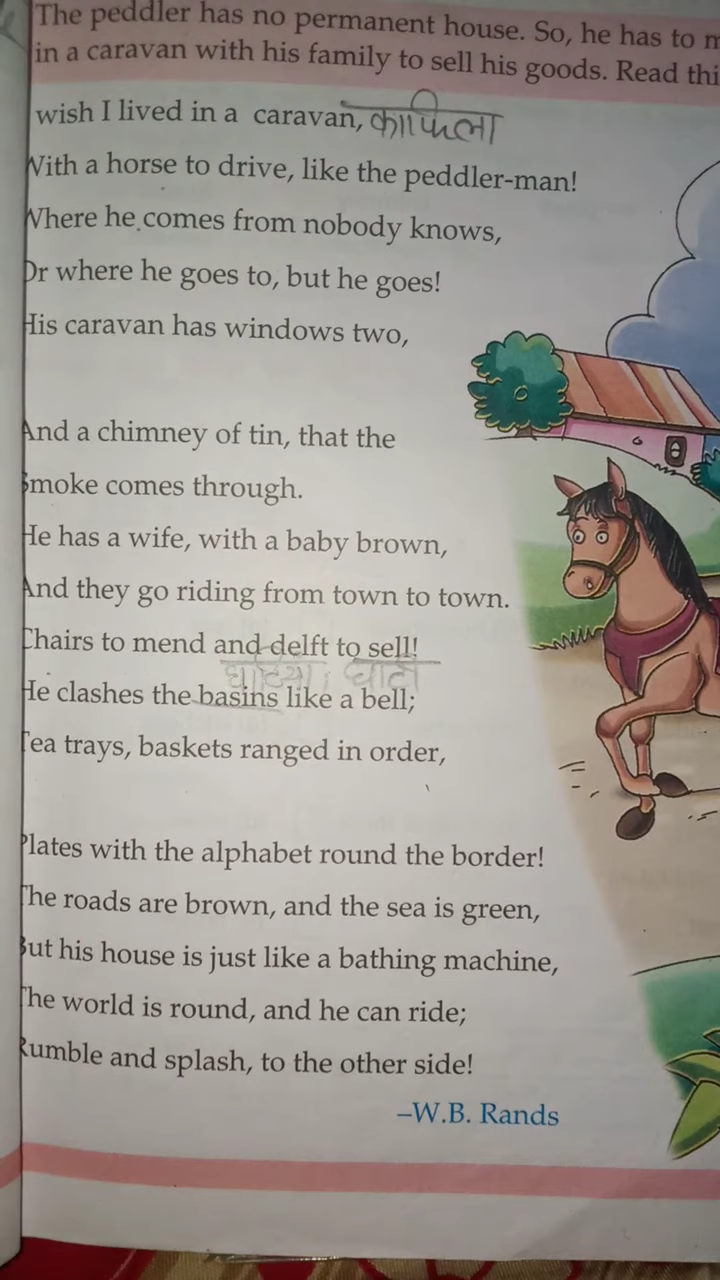 The peddler has no permanent house. So, he has to
in a caravan with his family to sell his goods. Read
wish I lived in a caravan, काफिला
With a horse to drive, like the peddler-man!
Where he comes from nobody knows,
Or where he goes to, but he goes!
His caravan has windows two,
And a chimney of tin, that the
Smoke comes through.
He has a wife, with a baby brown,
And they go riding from town to town.
Chairs to mend and delft to sell!
He clashes the basins like a bell;
Tea trays, baskets ranged in order,
Plates with the alphabet round the border!
The roads are brown, and the sea is green,
But his house is just like a bathing machine,
The world is round, and he can ride;
Rumble and splash, to the other side!
–W.B. Rands